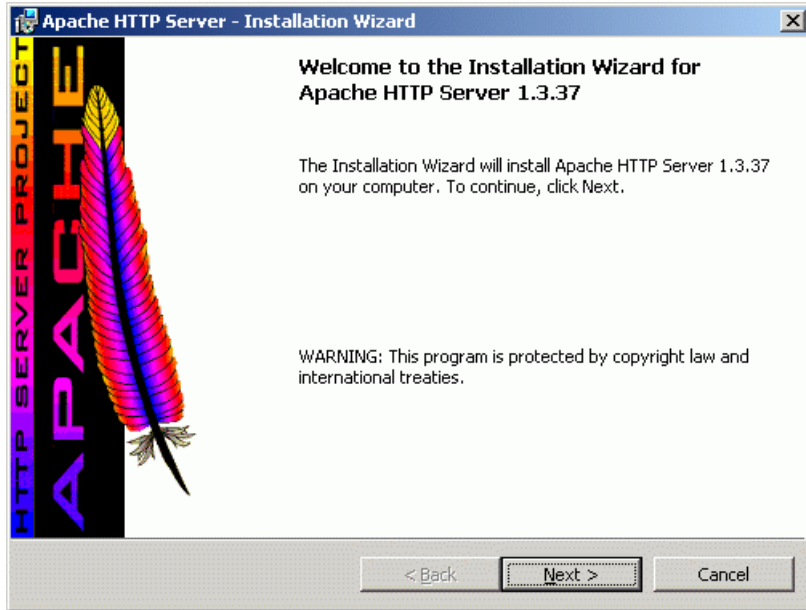 Apache HTTP Server - Installation Wizard
HTTP SERVER PROJECT
APACHE
Welcome to the Installation Wizard for
Apache HTTP Server 1.3.37
The Installation Wizard will install Apache HTTP Server 1.3.37
on your computer. To continue, click Next.
WARNING: This program is protected by copyright law and
international treaties.
< Back
Next >
Cancel